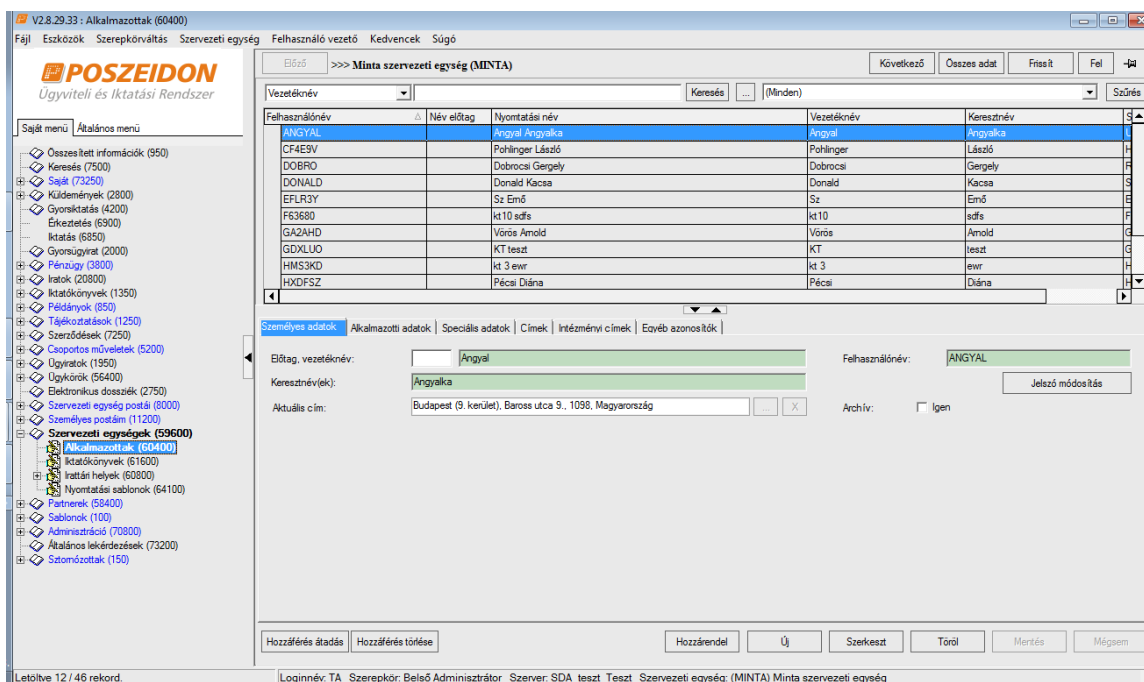 V2.8.29.33 : Alkalmazottak (60400)
Fájl Eszközök Szerepkörváltás Szervezeti egység Felhasználó vezető Kedvencek Súgó
POSZEIDON
Ügyviteli és Iktatási Rendszer
Saját menü Általános menü
Összesített információk (950)
Keresés (7500)
Saját (73250)
Küldemények (2800)
Gyorsiktatás (4200)
Érkeztetés (6900)
Iktatás (6850)
Gyorsügyirat (2000)
Pénzügy (3800)
Iratok (20800)
Iktatókönyvek (1350)
Példányok (850)
Tájékoztatások (1250)
Szerződések (7250)
Csoportos műveletek (5200)
Ügyiratok (1950)
Ügykörök (56400)
Elektronikus dossziék (2750)
Szervezeti egység postái (8000)
Személyes postáim (11200)
Szervezeti egységek (59600)
Alkalmazottak (60400)
Iktatókönyvek (61600)
Irattári helyek (60800)
Nyomtatási sablonok (64100)
Partnerek (58400)
Sablonok (100)
Adminisztráció (70800)
Általános lekérdezések (73200)
Sztornózottak (150)
Előző >>> Minta szervezeti egység (MINTA) Következő Összes adat Frissít Fel
Vezetéknév Keresés ... (Minden) Szűrés
Felhasználónév Név előtag Nyomtatási név Vezetéknév Keresztnév S
ANGYAL Angyal Angyalka Angyal Angyalka U
CF4E9V Pohlinger László Pohlinger László H
DOBRO Dobrocsi Gergely Dobrocsi Gergely F
DONALD Donald Kacsa Donald Kacsa S
EFLR3Y Sz Ernő Sz Ernő E
F63680 kt10 sdfs kt10 sdfs F
GA2AHD Vörös Arnold Vörös Arnold G
GDXLUO KT teszt KT teszt G
HMS3KD kt 3 ewr kt 3 ewr H
HXDFSZ Pécsi Diána Pécsi Diána H
Személyes adatok Alkalmazotti adatok Speciális adatok Címek Intézményi címek Egyéb azonosítók
Előtag, vezetéknév: Angyal Felhasználónév: ANGYAL
Keresztnév(ek): Angyalka Jelszó módosítás
Aktuális cím: Budapest (9. kerület), Baross utca 9., 1098, Magyarország ... X Archív: Igen
Hozzáférés átadás Hozzáférés törlése Hozzárendel Új Szerkeszt Töröl Mentés Mégsem
Letöltve 12 / 46 rekord. Loginnév: TA Szerepkör: Belső Adminisztrátor Szerver: SDA_teszt_Teszt Szervezeti egység: (MINTA) Minta szervezeti egység